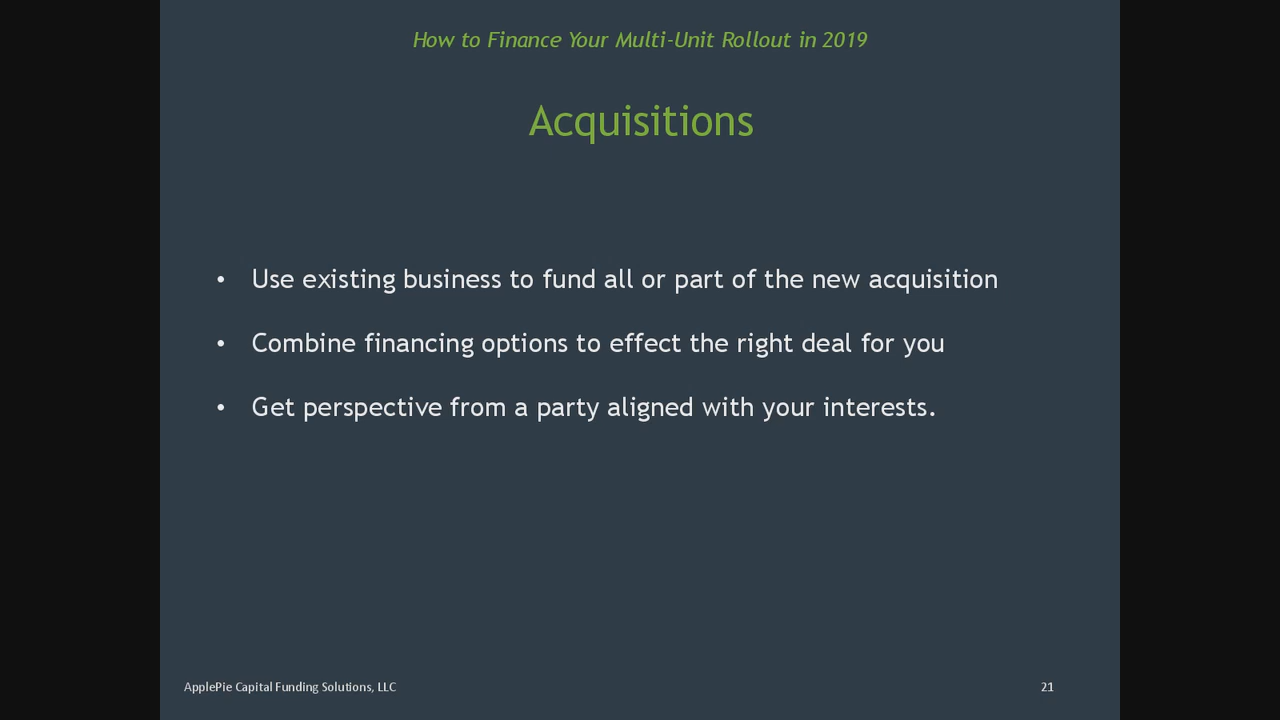 How to Finance Your Multi-Unit Rollout in 2019
Acquisitions
• Use existing business to fund all or part of the new acquisition
• Combine financing options to effect the right deal for you
• Get perspective from a party aligned with your interests.
ApplePie Capital Funding Solutions, LLC
21